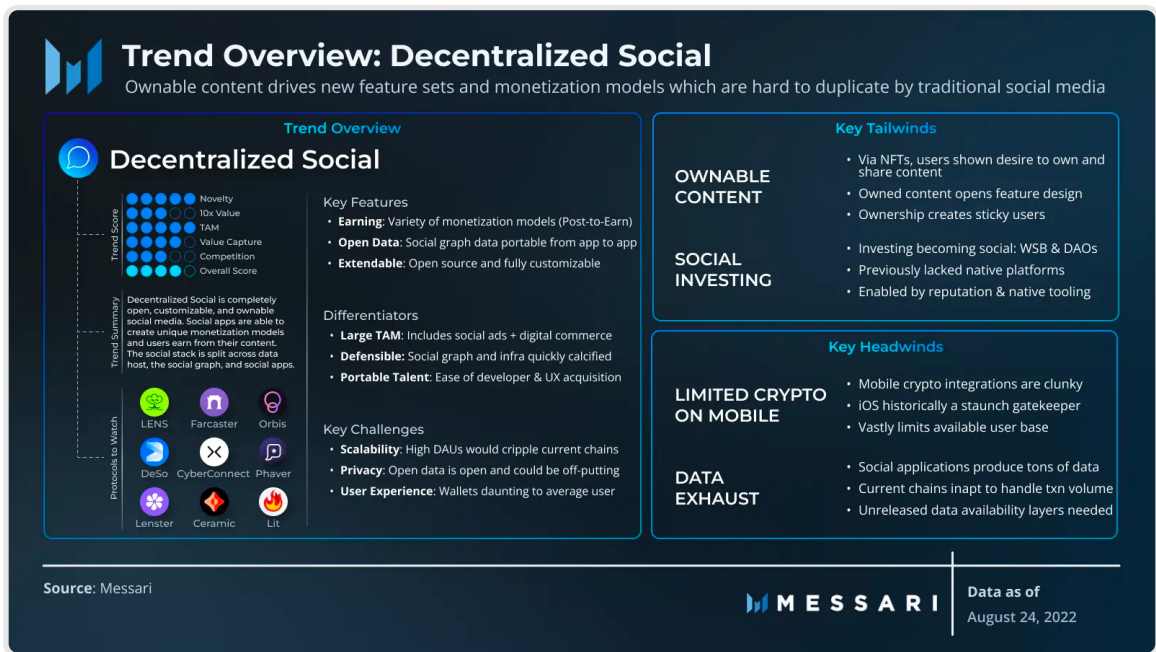 Trend Overview: Decentralized Social
Ownable content drives new feature sets and monetization models which are hard to duplicate by traditional social media
Trend Overview
Decentralized Social
Trend Score
Novelty
10x Value
TAM
Value Capture
Competition
Overall Score
Trend Summary
Decentralized Social is completely
open, customizable, and ownable
social media. Social apps are able to
create unique monetization models
and users earn from their content.
The social stack is split across data
host, the social graph, and social apps.
Protocols to Watch
LENS
Farcaster
Orbis
DeSo
CyberConnect
Phaver
Lenster
Ceramic
Lit
Key Features
• Earning: Variety of monetization models (Post-to-Earn)
• Open Data: Social graph data portable from app to app
• Extendable: Open source and fully customizable
Differentiators
• Large TAM: Includes social ads + digital commerce
• Defensible: Social graph and infra quickly calcified
• Portable Talent: Ease of developer & UX acquisition
Key Challenges
• Scalability: High DAUs would cripple current chains
• Privacy: Open data is open and could be off-putting
• User Experience: Wallets daunting to average user
Key Tailwinds
OWNABLE
CONTENT
• Via NFTs, users shown desire to own and
share content
• Owned content opens feature design
• Ownership creates sticky users
SOCIAL
INVESTING
• Investing becoming social: WSB & DAOs
• Previously lacked native platforms
• Enabled by reputation & native tooling
Key Headwinds
LIMITED CRYPTO
ON MOBILE
• Mobile crypto integrations are clunky
• iOS historically a staunch gatekeeper
• Vastly limits available user base
DATA
EXHAUST
• Social applications produce tons of data
• Current chains inapt to handle txn volume
• Unreleased data availability layers needed
Source: Messari
MESSARI
Data as of
August 24, 2022